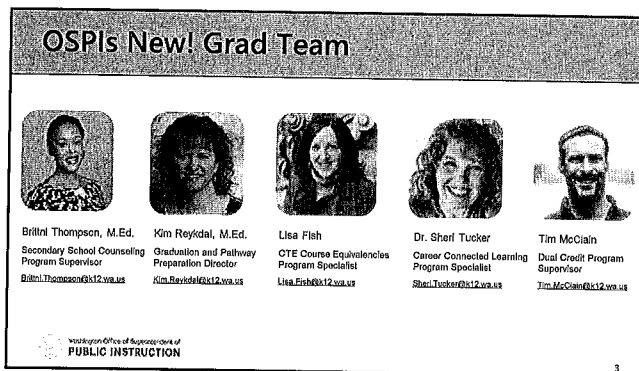 OSPIs New! Grad Team
Brittni Thompson, M.Ed.
Secondary School Counseling
Program Supervisor
Brittni.Thompson@k12.wa.us
Kim Reykdal, M.Ed.
Graduation and Pathway
Preparation Director
Kim.Reykdal@k12.wa.us
Lisa Fish
CTE Course Equivalencies
Program Specialist
Lisa.Fish@k12.wa.us
Dr. Sheri Tucker
Career Connected Learning
Program Specialist
Sheri.Tucker@k12.wa.us
Tim McClain
Dual Credit Program
Supervisor
Tim.McClain@k12.wa.us
Washington Office of Superintendent of
PUBLIC INSTRUCTION
3